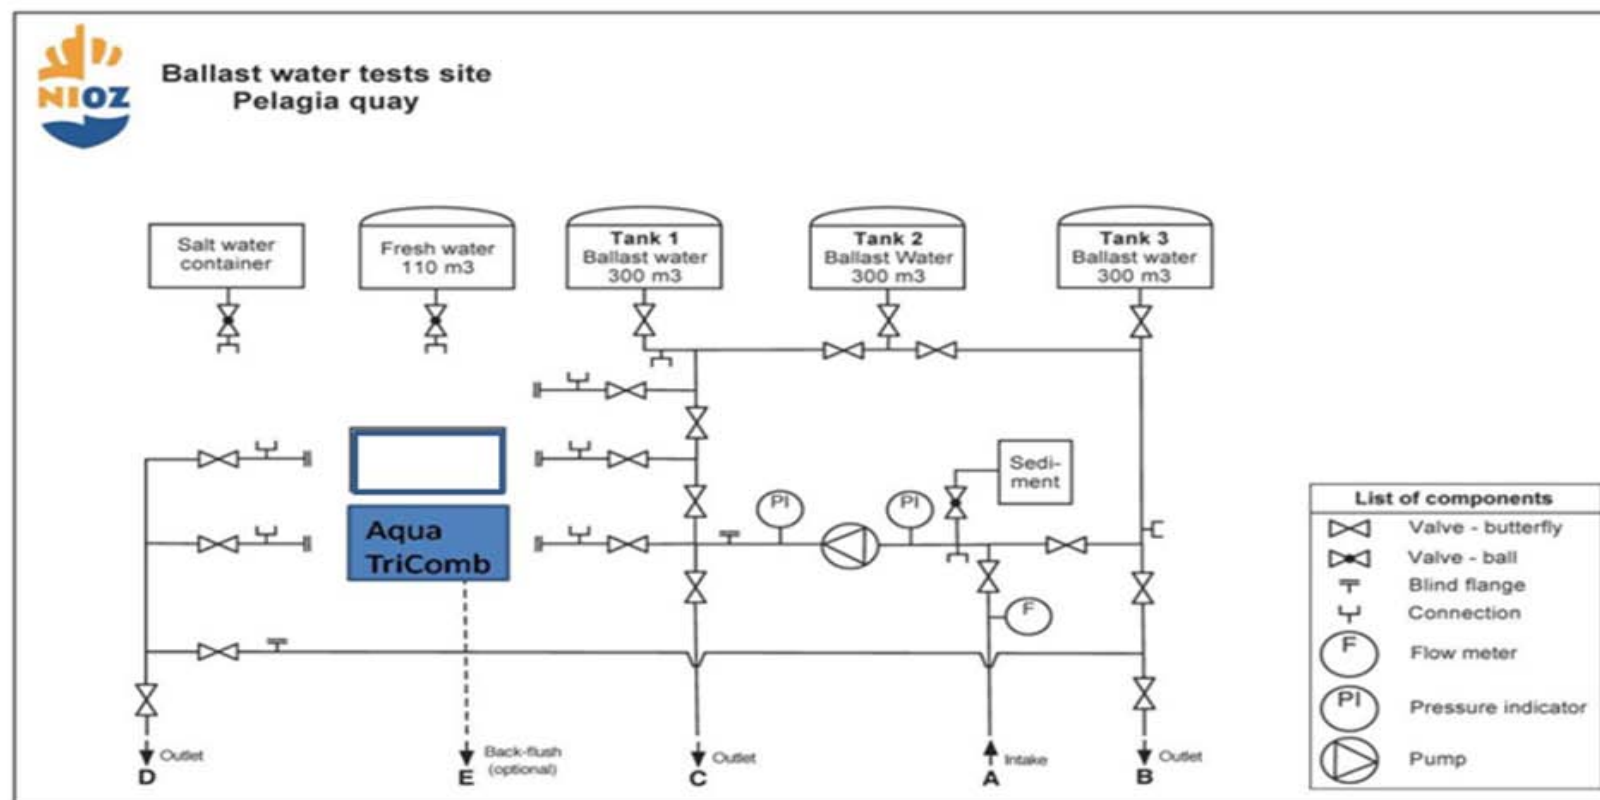 NIOZ
Ballast water tests site
Pelagia quay
Salt water
container
Fresh water
110 m3
Tank 1
Ballast water
300 m3
Tank 2
Ballast Water
300 m3
Tank 3
Ballast water
300 m3
Sedi-
ment
PI
PI
Aqua
TriComb
F
List of components
Valve - butterfly
Valve - ball
Blind flange
Connection
F
Flow meter
PI
Pressure indicator
Pump
Outlet
D
Back-flush
(optional)
E
Outlet
C
Intake
A
Outlet
B